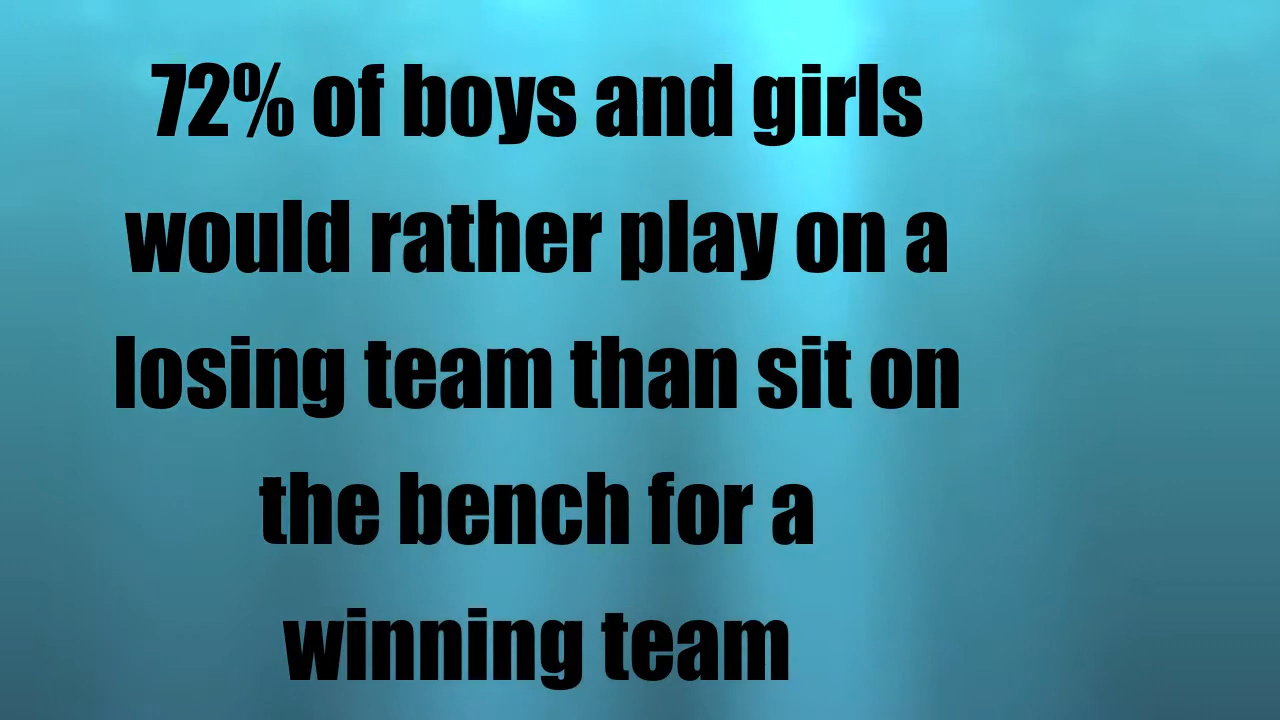 72% of boys and girls
would rather play on a
losing team than sit on
the bench for a
winning team